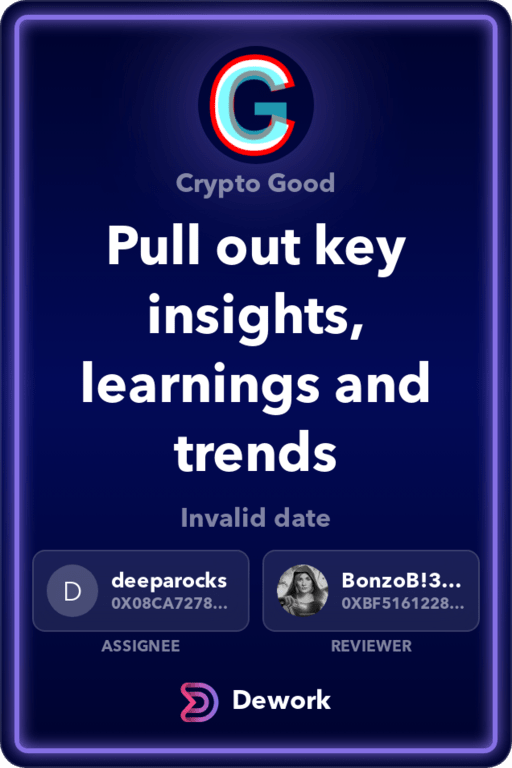 G
Crypto Good
Pull out key
insights,
learnings and
trends
Invalid date
D
deeparocks
0X08CA7278...
BonzoB!3...
0XBF5161228...
ASSIGNEE
REVIEWER
Dework